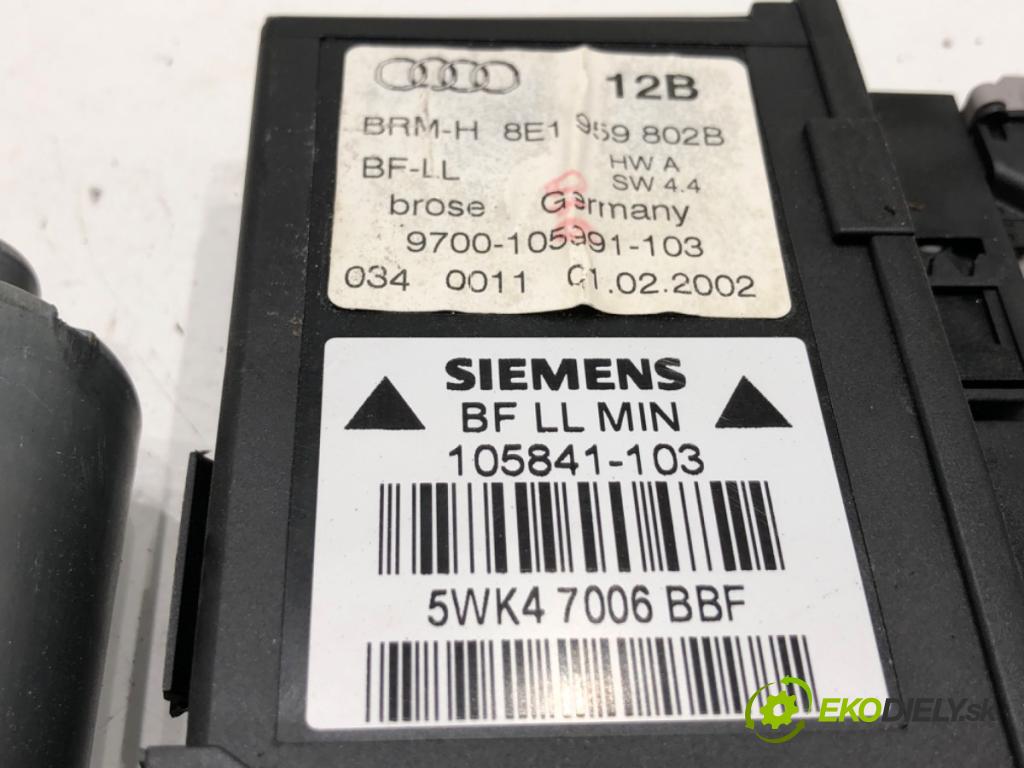 12B
BRM-H 8E1 959 802B
BF-LL HW A
SW 4.4
brose Germany
9700-105991-103
034 0011 01.02.2002
SIEMENS
BF LL MIN
105841-103
5WK4 7006 BBF
EKODIELY.sk